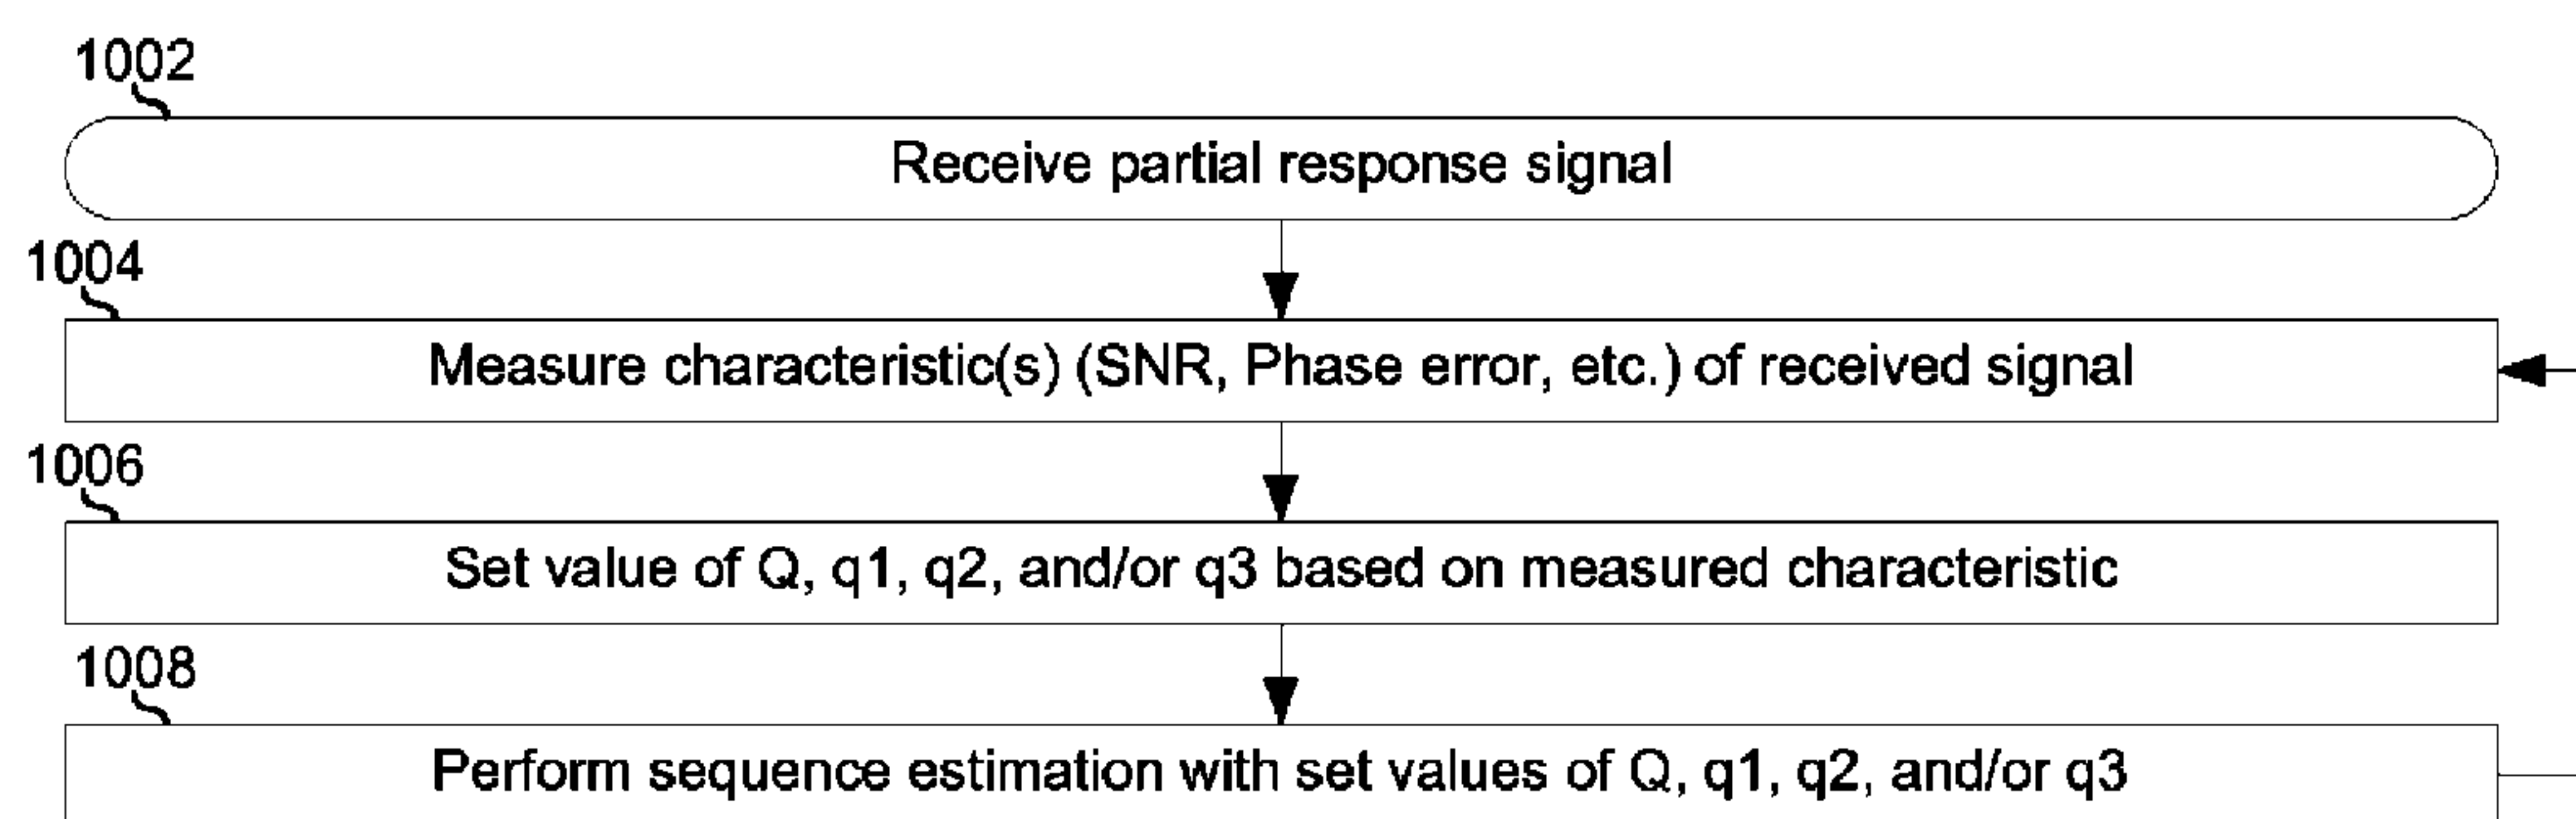 1002
Receive partial response signal
1004
Measure characteristic(s) (SNR, Phase error, etc.) of received signal
1006
Set value of Q, q1, q2, and/or q3 based on measured characteristic
1008
Perform sequence estimation with set values of Q, q1, q2, and/or q3